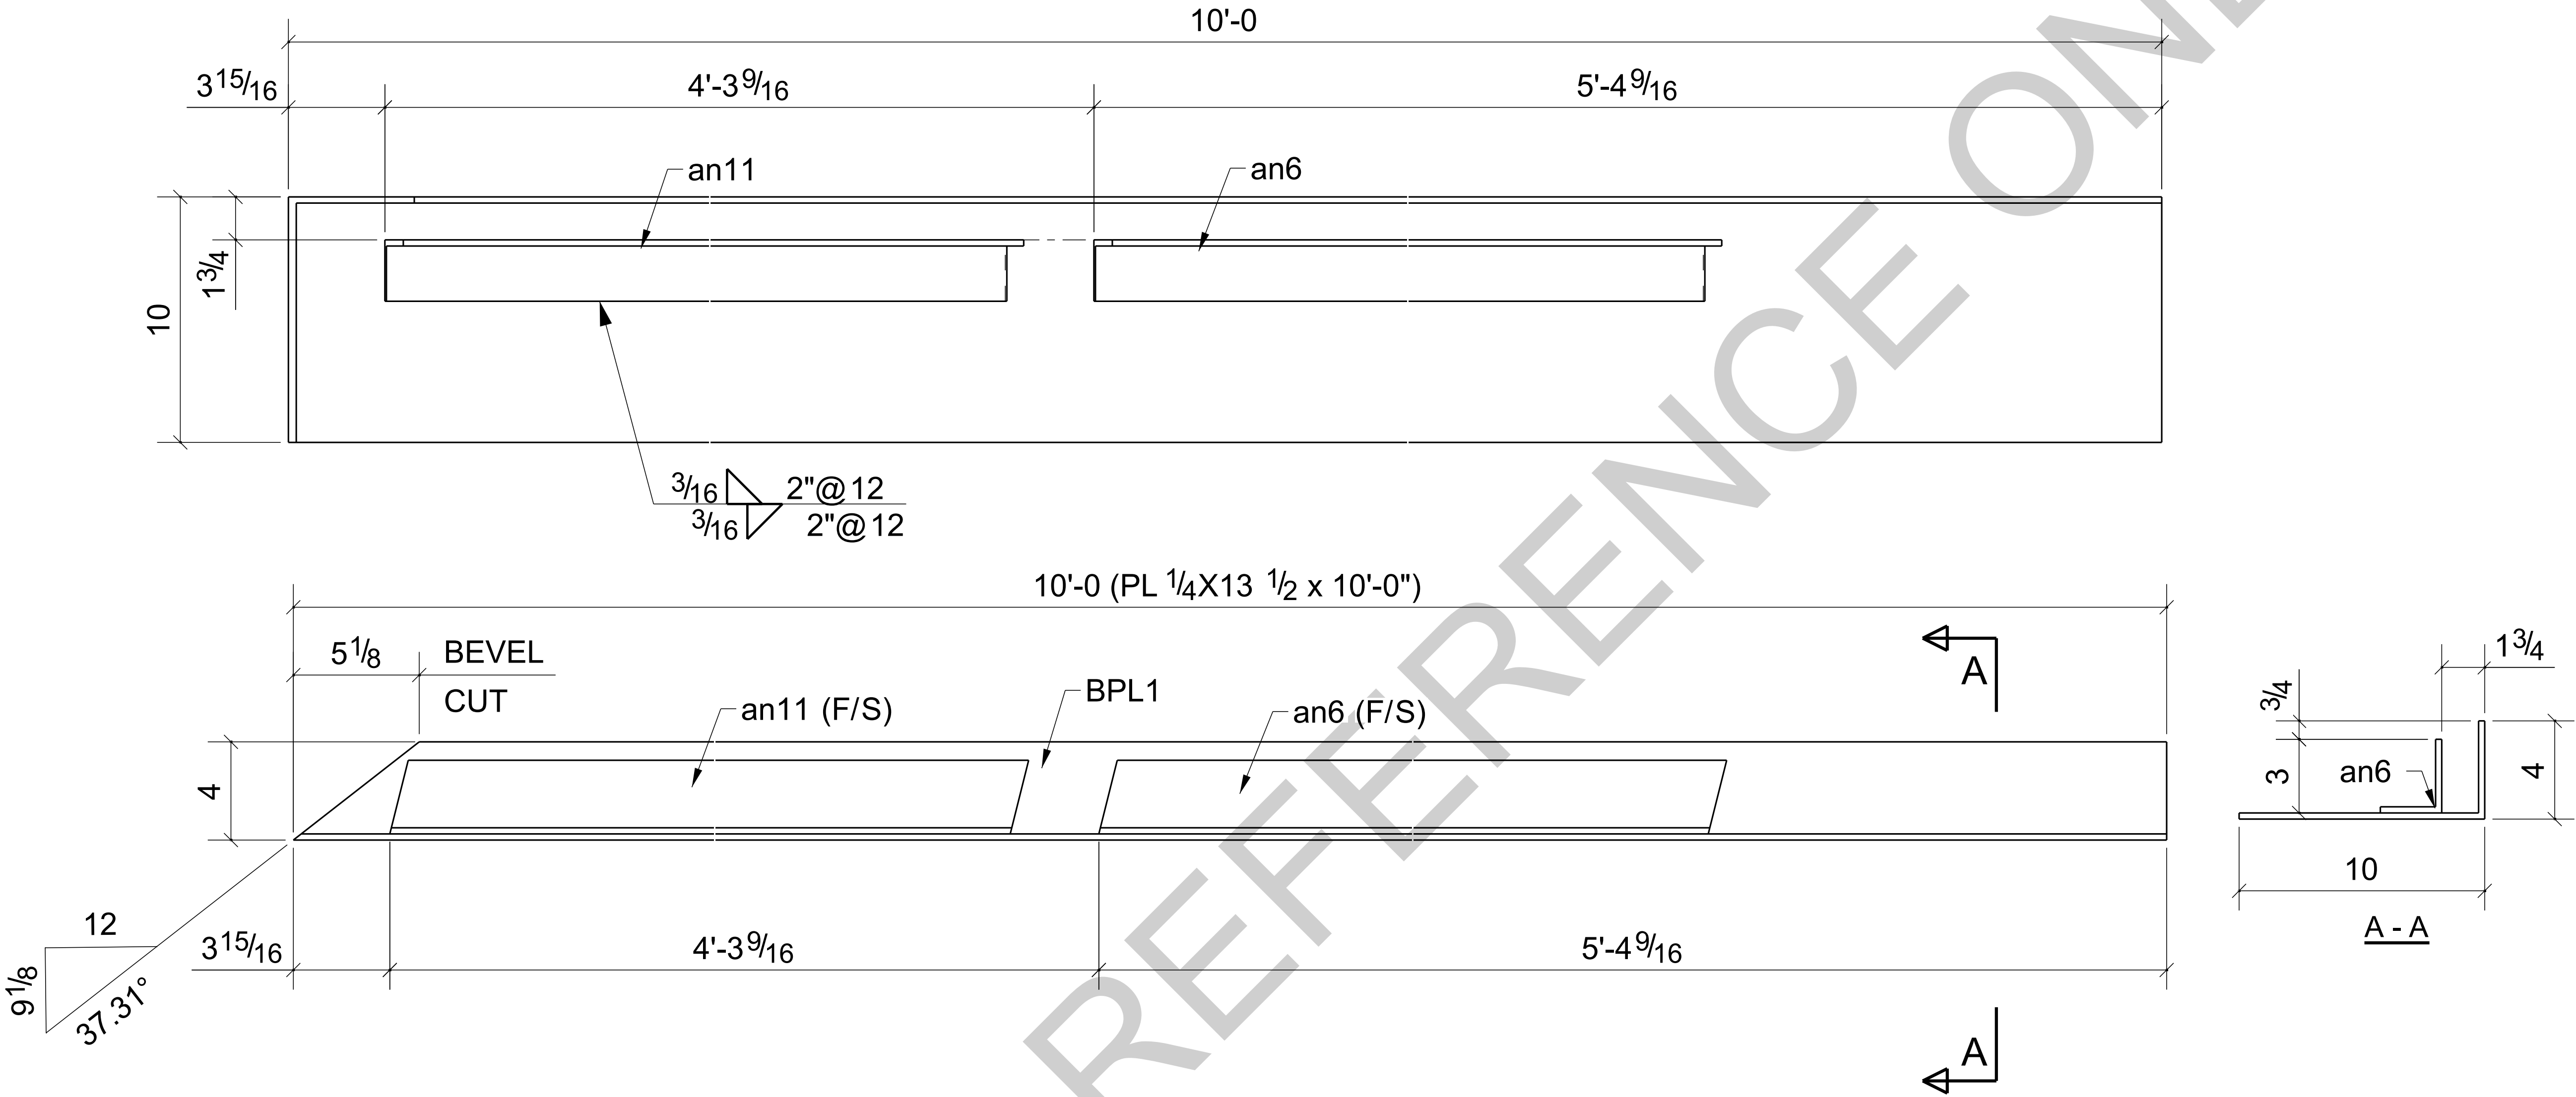 10'-0
3 15/16
4'-3 9/16
5'-4 9/16
an11
an6
1 3/4
10
3/16 2"@12
3/16 2"@12
10'-0 (PL 1/4X13 1/2 x 10'-0")
5 1/8
BEVEL
CUT
an11 (F/S)
BPL1
an6 (F/S)
A
4
12
9 1/8
37.31°
3 15/16
4'-3 9/16
5'-4 9/16
A
1 3/4
3/4
3
an6
4
10
A - A
REFERENCE ON